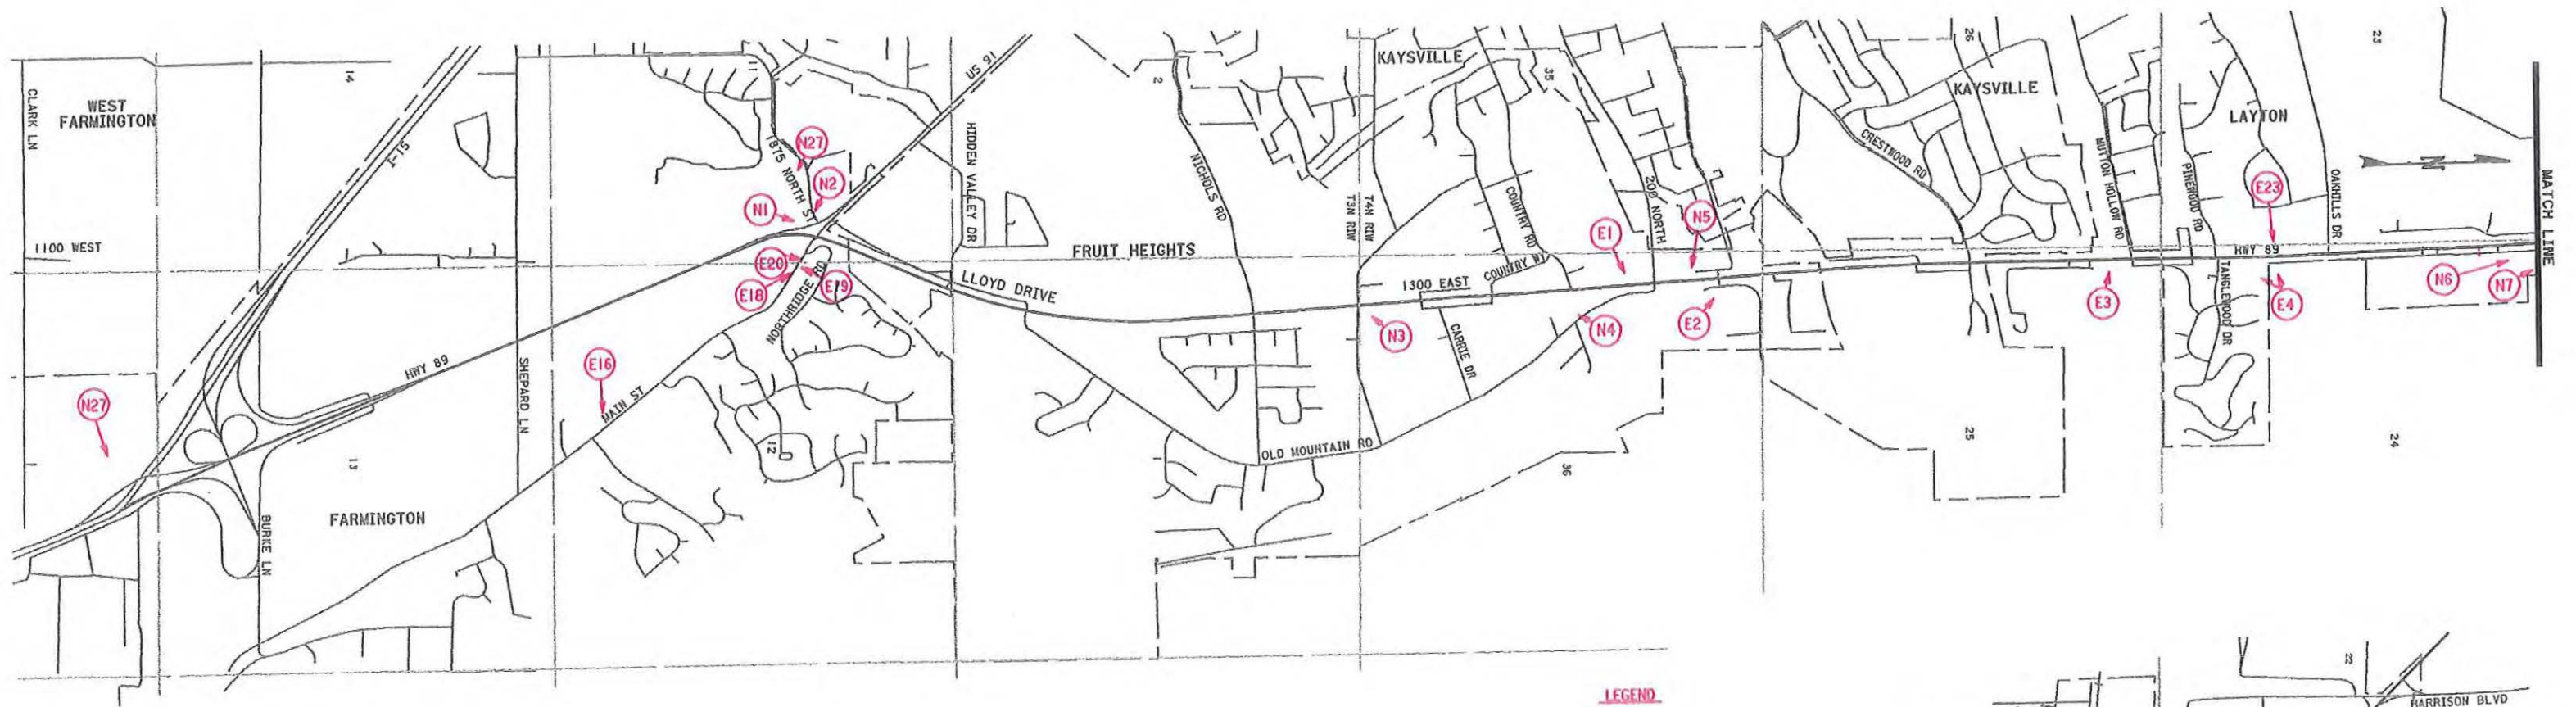 CLARK LN
WEST
FARMINGTON
14
I-15
1100 WEST
N27
HWY 89
13
FARMINGTON
BURKE LN
SHEPARD LN
E16
MAIN ST
12
1875 NORTH ST
N27
N2
N1
E20
E18
E19
NORTHRIDGE RD
US 91
HIDDEN VALLEY DR
LLOYD DRIVE
FRUIT HEIGHTS
2
NICHOLS RD
OLD MOUNTAIN RD
T4N R1W
T3N R1W
KAYSVILLE
35
COUNTRY RD
COUNTRY WY
1300 EAST
CARRIE DR
N3
N4
36
E1
200 NORTH
N5
E2
26
KAYSVILLE
CRESTWOOD RD
25
MUTTON HOLLOW RD
E3
PINEWOOD RD
LAYTON
E23
HWY 89
TANGLEWOOD DR
E4
OAKHILLS DR
23
N
24
N6
N7
MATCH LINE
LEGEND
HARRISON BLVD